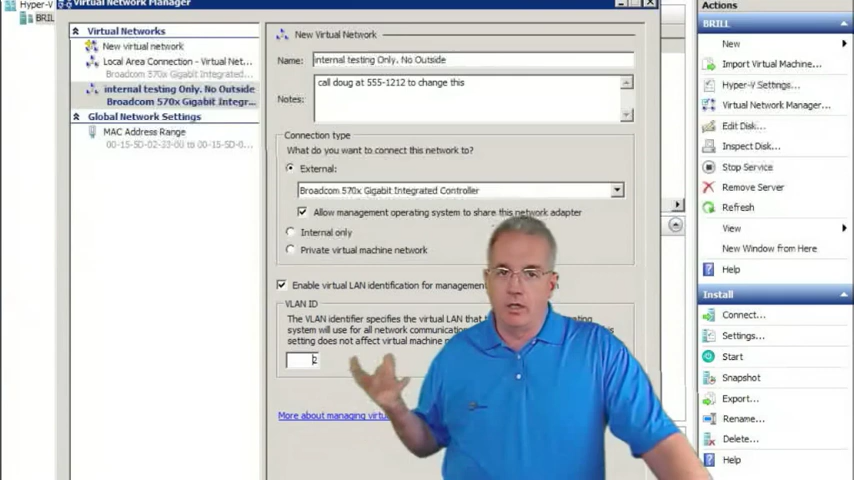 Hyper-V
BRIL
Virtual Network Manager
Virtual Networks
New virtual network
Local Area Connection - Virtual Net...
Broadcom 570x Gigabit Integrated...
internal testing Only. No Outside
Broadcom 570x Gigabit Integr...
Global Network Settings
MAC Address Range
00-15-5D-02-33-00 to 00-15-5D-0...
New Virtual Network
Name: internal testing Only. No Outside
call doug at 555-1212 to change this
Notes:
Connection type
What do you want to connect this network to?
External:
Broadcom 570x Gigabit Integrated Controller
Allow management operating system to share this network adapter
Internal only
Private virtual machine network
Enable virtual LAN identification for management
VLAN ID
The VLAN identifier specifies the virtual LAN that
system will use for all network communication
setting does not affect virtual machine
2
More about managing
Actions
BRILL
New
Import Virtual Machine...
Hyper-V Settings...
Virtual Network Manager...
Edit Disk...
Inspect Disk...
Stop Service
Remove Server
Refresh
View
New Window from Here
Help
Install
Connect...
Settings...
Start
Snapshot
Export...
Rename...
Delete...
Help